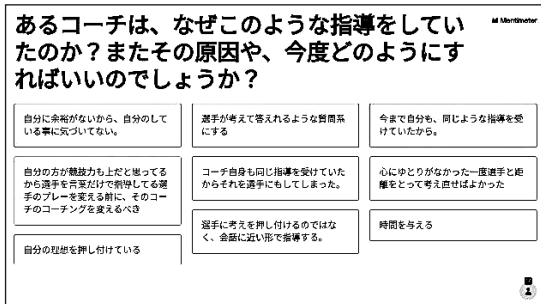 あるコーチは、なぜこのような指導をしてい
たのか？またその原因や、今度どのようにす
ればいいのでしょうか？
Mentimeter
自分に余裕がないから、自分のして
いる事に気づいてない。
選手が考えて答えれるような質問系
にする
今まで自分も、同じような指導を受
けていたから。
自分の方が競技力も上だと思ってる
から選手を言葉だけで指導してる選
手のプレーを変える前に、そのコー
チのコーチングを変えるべき
コーチ自身も同じ指導を受けていた
からそれを選手にもしてしまった。
心にゆとりがなかった一度選手と距
離をとって考え直せばよかった
選手に考えを押し付けるのではな
く、会話に近い形で指導する。
時間を与える
自分の理想を押し付けている